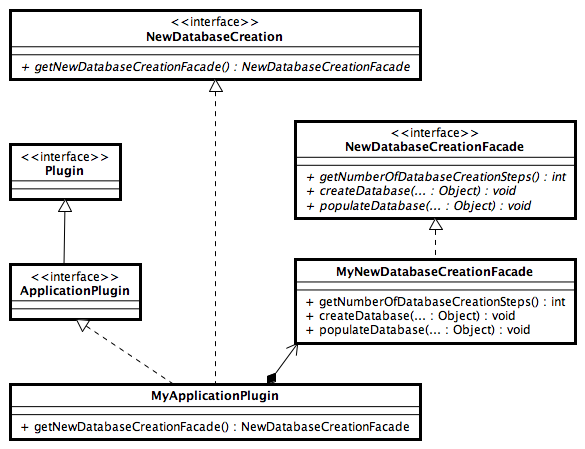 <<interface>>
NewDatabaseCreation
+ getNewDatabaseCreationFacade() : NewDatabaseCreationFacade
<<interface>>
NewDatabaseCreationFacade
+ getNumberOfDatabaseCreationSteps() : int
+ createDatabase(... : Object) : void
+ populateDatabase(... : Object) : void
<<interface>>
Plugin
<<interface>>
ApplicationPlugin
MyNewDatabaseCreationFacade
+ getNumberOfDatabaseCreationSteps() : int
+ createDatabase(... : Object) : void
+ populateDatabase(... : Object) : void
MyApplicationPlugin
+ getNewDatabaseCreationFacade() : NewDatabaseCreationFacade